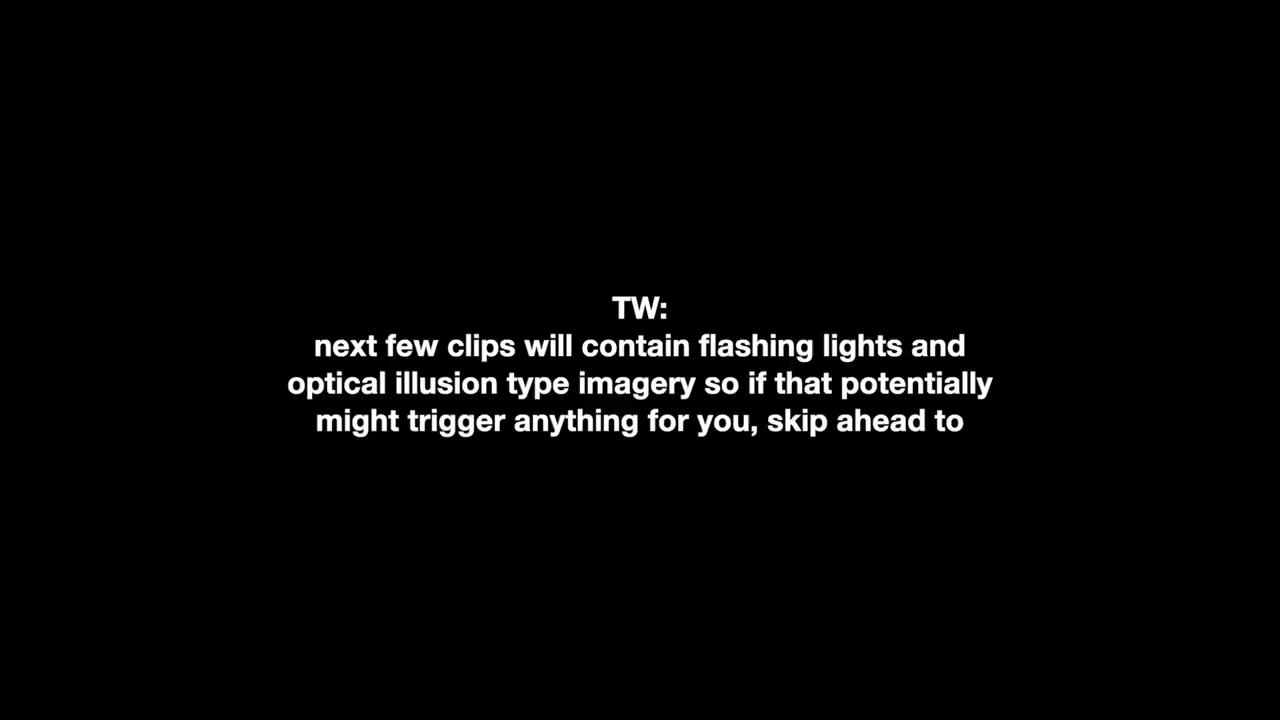 TW:
next few clips will contain flashing lights and
optical illusion type imagery so if that potentially
might trigger anything for you, skip ahead to